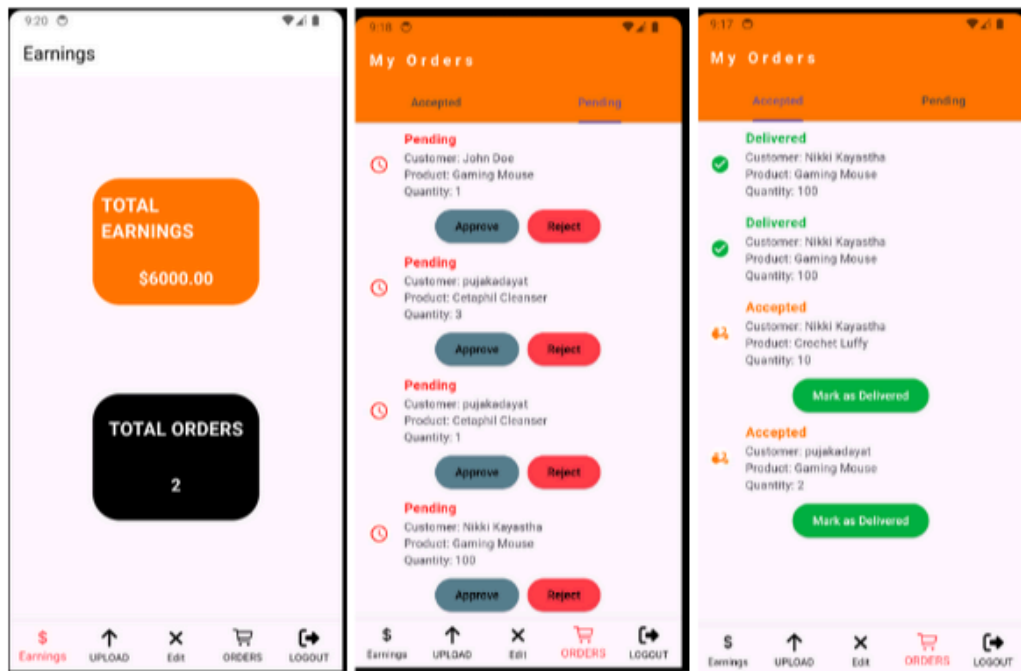 9:20
Earnings
TOTAL
EARNINGS
$6000.00
TOTAL ORDERS
2
$
Earnings
UPLOAD
Edit
ORDERS
LOGOUT
9:18
My Orders
Accepted
Pending
Pending
Customer: John Doe
Product: Gaming Mouse
Quantity: 1
Approve
Reject
Pending
Customer: pujakadayat
Product: Cetaphil Cleanser
Quantity: 3
Approve
Reject
Pending
Customer: pujakadayat
Product: Cetaphil Cleanser
Quantity: 1
Approve
Reject
Pending
Customer: Nikki Kayastha
Product: Gaming Mouse
Quantity: 100
Approve
Reject
$
Earnings
UPLOAD
Edit
ORDERS
LOGOUT
9:17
My Orders
Accepted
Pending
Delivered
Customer: Nikki Kayastha
Product: Gaming Mouse
Quantity: 100
Delivered
Customer: Nikki Kayastha
Product: Gaming Mouse
Quantity: 100
Accepted
Customer: Nikki Kayastha
Product: Crochet Luffy
Quantity: 10
Mark as Delivered
Accepted
Customer: pujakadayat
Product: Gaming Mouse
Quantity: 2
Mark as Delivered
$
Earnings
UPLOAD
Edit
ORDERS
LOGOUT